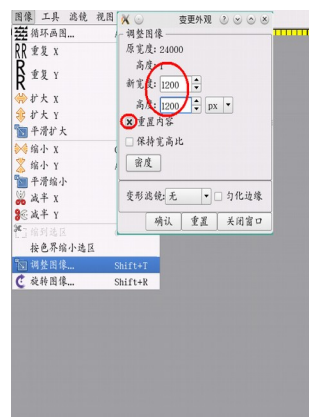 图像 工具 滤镜 视图
变更外观
循环画图...
重复 X
重复 Y
扩大 X
扩大 Y
平滑扩大
缩小 X
缩小 Y
平滑缩小
减半 X
减半 Y
缩到选区
按色界缩小选区
调整图像... Shift+T
旋转图像... Shift+R
调整图像
原宽度: 24000
高度: 1
新宽度: 1200
高度: 1200 px
重置内容
保持宽高比
密度
变形滤镜: 无 匀化边缘
确认 重置 关闭窗口